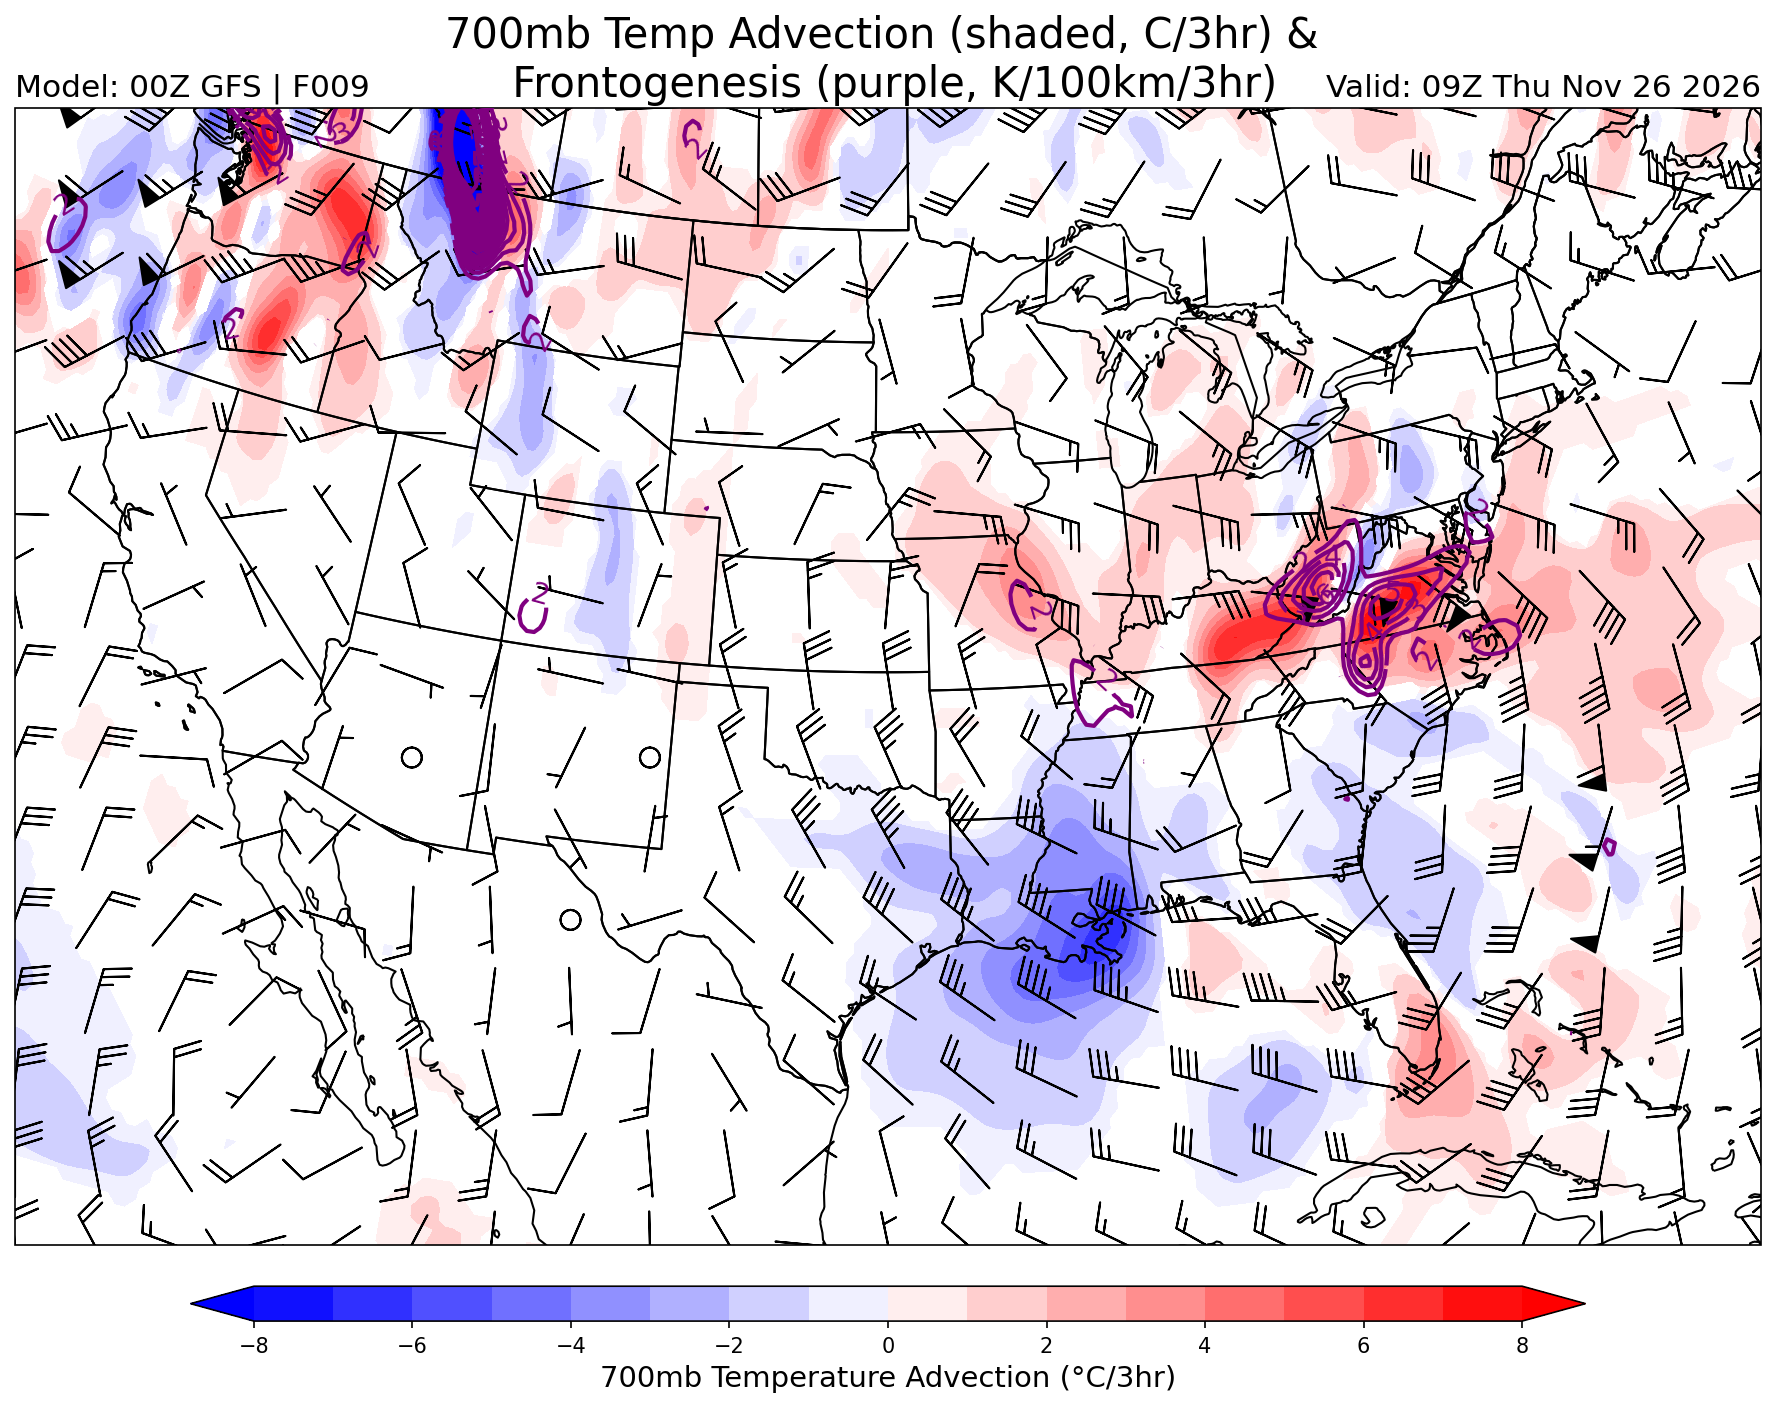 700mb Temp Advection (shaded, C/3hr) &
Frontogenesis (purple, K/100km/3hr)
Model: 00Z GFS | F009
Valid: 09Z Thu Nov 26 2026
−8 −6 −4 −2 0 2 4 6 8
700mb Temperature Advection (°C/3hr)